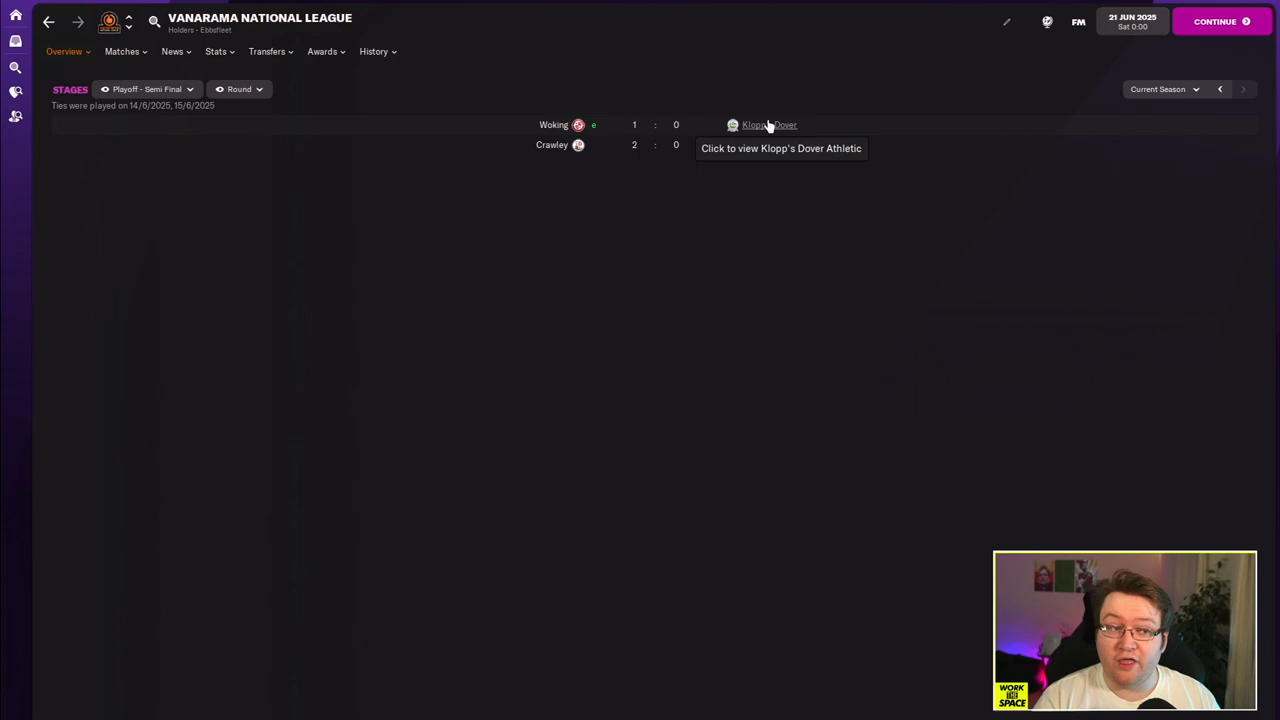 VANARAMA NATIONAL LEAGUE
Holders - Ebbsfleet
FM
21 JUN 2025
Sat 0:00
CONTINUE
Overview
Matches
News
Stats
Transfers
Awards
History
STAGES
Playoff - Semi Final
Round
Current Season
Ties were played on 14/6/2025, 15/6/2025
Woking e 1 : 0 Klopp's Dover
Crawley 2 : 0
Click to view Klopp's Dover Athletic
WORK
THE
SPACE